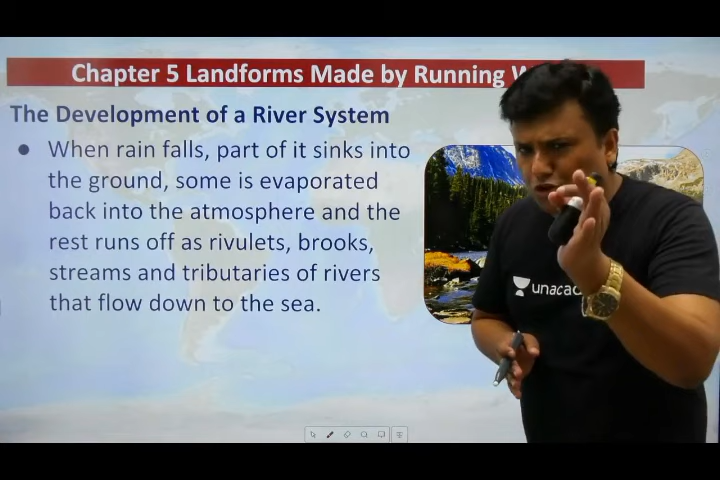 Chapter 5 Landforms Made by Running
The Development of a River System
● When rain falls, part of it sinks into
the ground, some is evaporated
back into the atmosphere and the
rest runs off as rivulets, brooks,
streams and tributaries of rivers
that flow down to the sea.
unacad